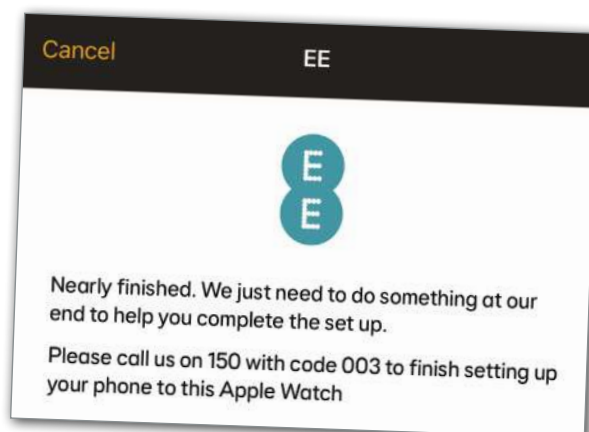 Cancel
EE
E
E
Nearly finished. We just need to do something at our
end to help you complete the set up.
Please call us on 150 with code 003 to finish setting up
your phone to this Apple Watch